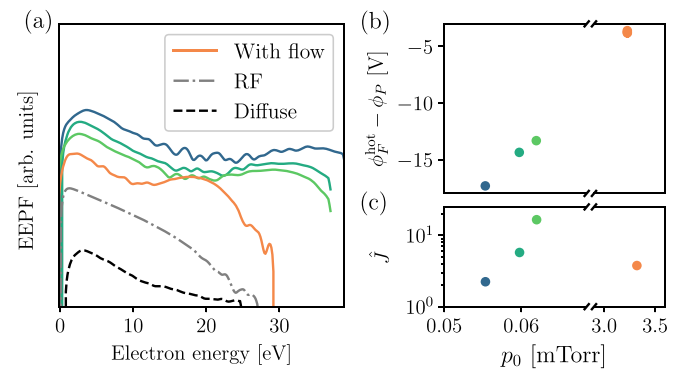 (a)
With flow
RF
Diffuse
EEPF [arb. units]
0
10
20
30
Electron energy [eV]
(b)
ϕ_F^hot − ϕ_P [V]
−5
−10
−15
(c)
Ĵ
10^1
10^0
0.05
0.06
3.0
3.5
p_0 [mTorr]